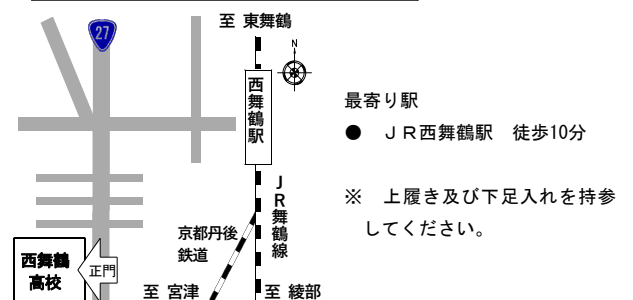 27
至 東舞鶴
N
西舞鶴駅
最寄り駅
● ＪＲ西舞鶴駅　徒歩10分
※　上履き及び下足入れを持参
してください。
ＪＲ舞鶴線
京都丹後
鉄道
西舞鶴
高校
正門
至 宮津
至 綾部